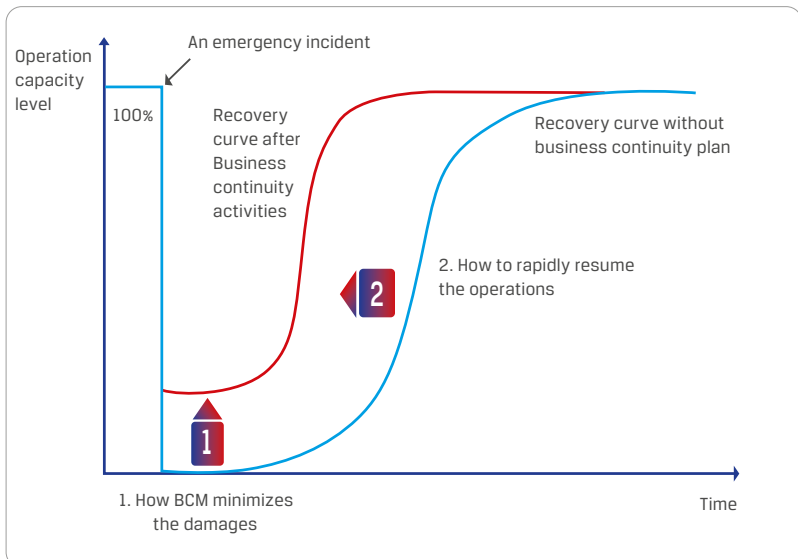 An emergency incident
Operation
capacity
level
100%
Recovery
curve after
Business
continuity
activities
Recovery curve without
business continuity plan
2. How to rapidly resume
the operations
2
1
1. How BCM minimizes
the damages
Time